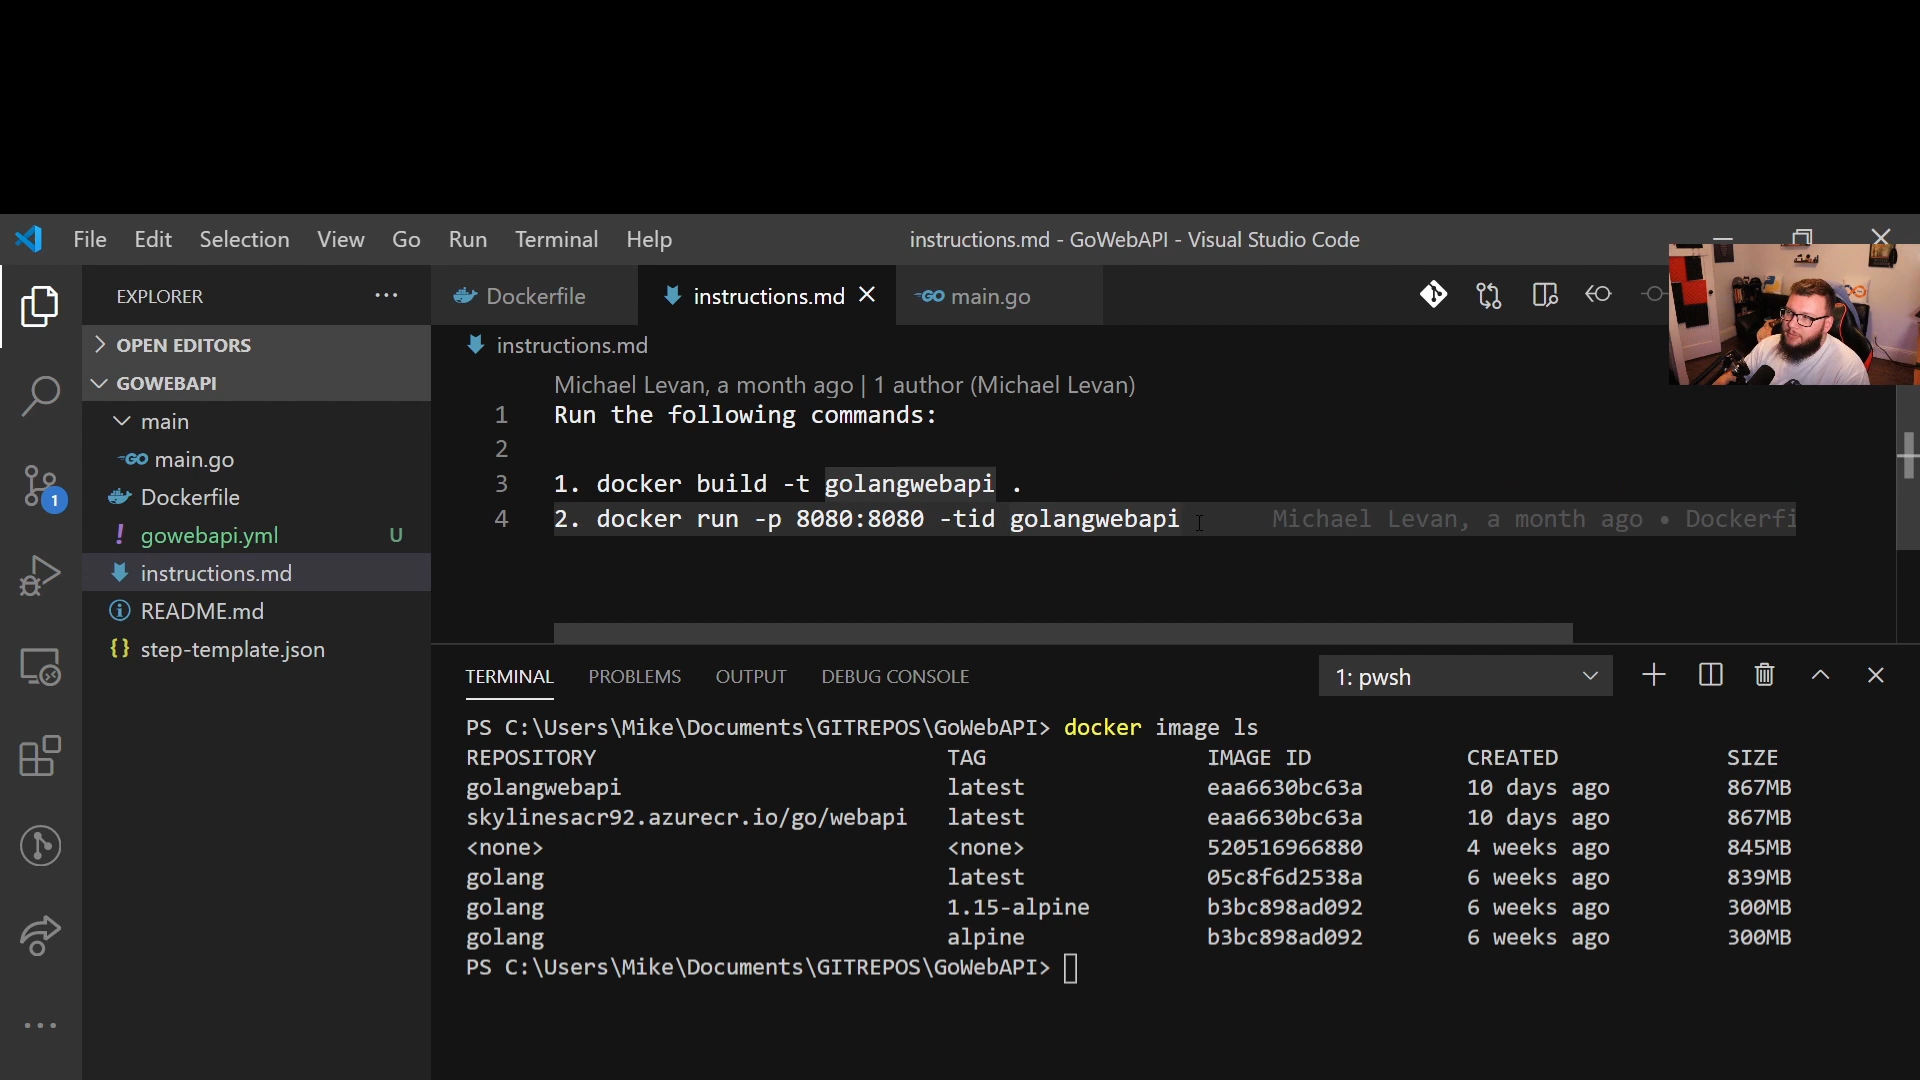 File Edit Selection View Go Run Terminal Help instructions.md - GoWebAPI - Visual Studio Code
EXPLORER ···
Dockerfile instructions.md main.go
OPEN EDITORS
GOWEBAPI
main
main.go
Dockerfile
gowebapi.yml U
instructions.md
README.md
step-template.json
1
instructions.md
Michael Levan, a month ago | 1 author (Michael Levan)
1 Run the following commands:
2
3 1. docker build -t golangwebapi .
4 2. docker run -p 8080:8080 -tid golangwebapi Michael Levan, a month ago • Dockerfi
TERMINAL PROBLEMS OUTPUT DEBUG CONSOLE 1: pwsh
PS C:\Users\Mike\Documents\GITREPOS\GoWebAPI> docker image ls
REPOSITORY TAG IMAGE ID CREATED SIZE
golangwebapi latest eaa6630bc63a 10 days ago 867MB
skylinesacr92.azurecr.io/go/webapi latest eaa6630bc63a 10 days ago 867MB
<none> <none> 520516966880 4 weeks ago 845MB
golang latest 05c8f6d2538a 6 weeks ago 839MB
golang 1.15-alpine b3bc898ad092 6 weeks ago 300MB
golang alpine b3bc898ad092 6 weeks ago 300MB
PS C:\Users\Mike\Documents\GITREPOS\GoWebAPI>